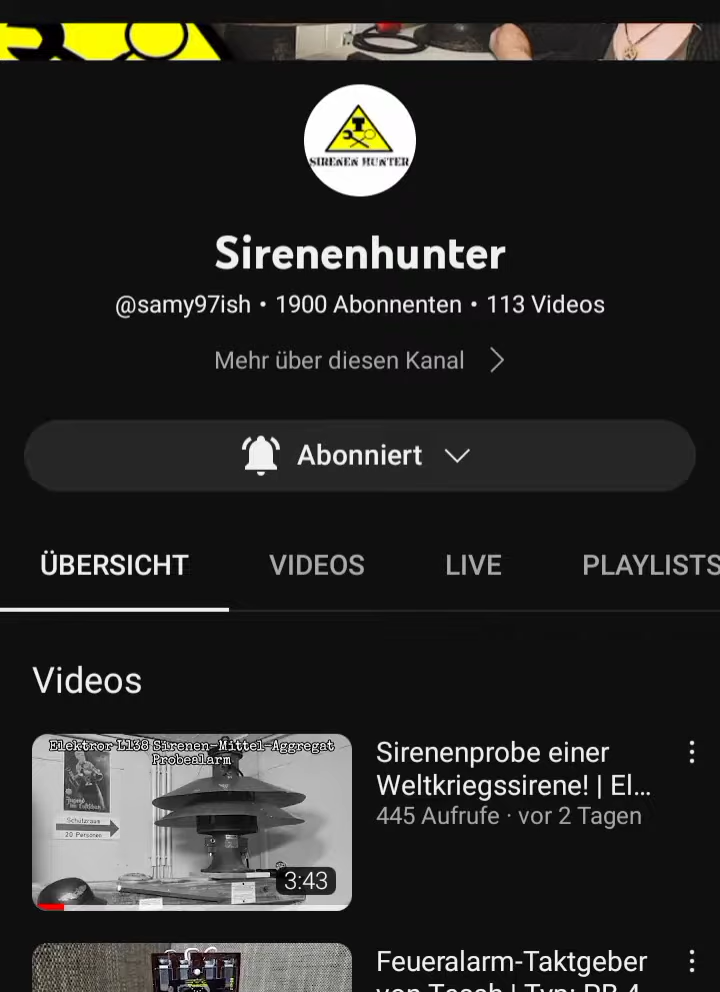 SIRENEN HUNTER
Sirenenhunter
@samy97ish • 1900 Abonnenten • 113 Videos
Mehr über diesen Kanal
Abonniert
ÜBERSICHT VIDEOS LIVE PLAYLISTS
Videos
Elektror L138 Sirenen-Mittel-Aggregat
Probealarm
Schutzraum
20 Personen
3:43
Sirenenprobe einer
Weltkriegssirene! | El...
445 Aufrufe · vor 2 Tagen
Feueralarm-Taktgeber